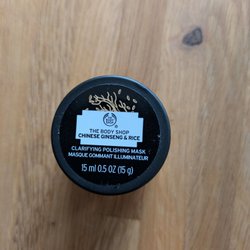 THE BODY SHOP
CHINESE GINSENG & RICE
CLARIFYING POLISHING MASK
MASQUE GOMMANT ILLUMINATEUR
15 ml 0.5 OZ (15 g)